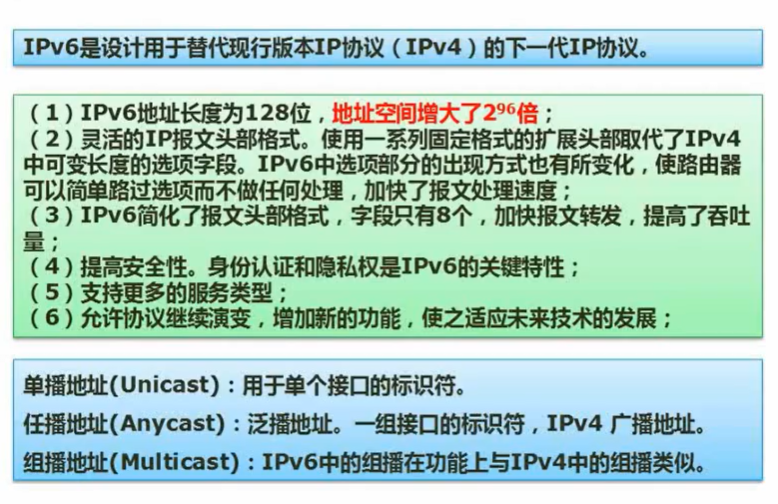 IPv6是设计用于替代现行版本IP协议（IPv4）的下一代IP协议。
（1）IPv6地址长度为128位，地址空间增大了2⁹⁶倍；
（2）灵活的IP报文头部格式。使用一系列固定格式的扩展头部取代了IPv4
中可变长度的选项字段。IPv6中选项部分的出现方式也有所变化，使路由器
可以简单路过选项而不做任何处理，加快了报文处理速度；
（3）IPv6简化了报文头部格式，字段只有8个，加快报文转发，提高了吞吐
量；
（4）提高安全性。身份认证和隐私权是IPv6的关键特性；
（5）支持更多的服务类型；
（6）允许协议继续演变，增加新的功能，使之适应未来技术的发展；
单播地址(Unicast)：用于单个接口的标识符。
任播地址(Anycast)：泛播地址。一组接口的标识符，IPv4 广播地址。
组播地址(Multicast)：IPv6中的组播在功能上与IPv4中的组播类似。